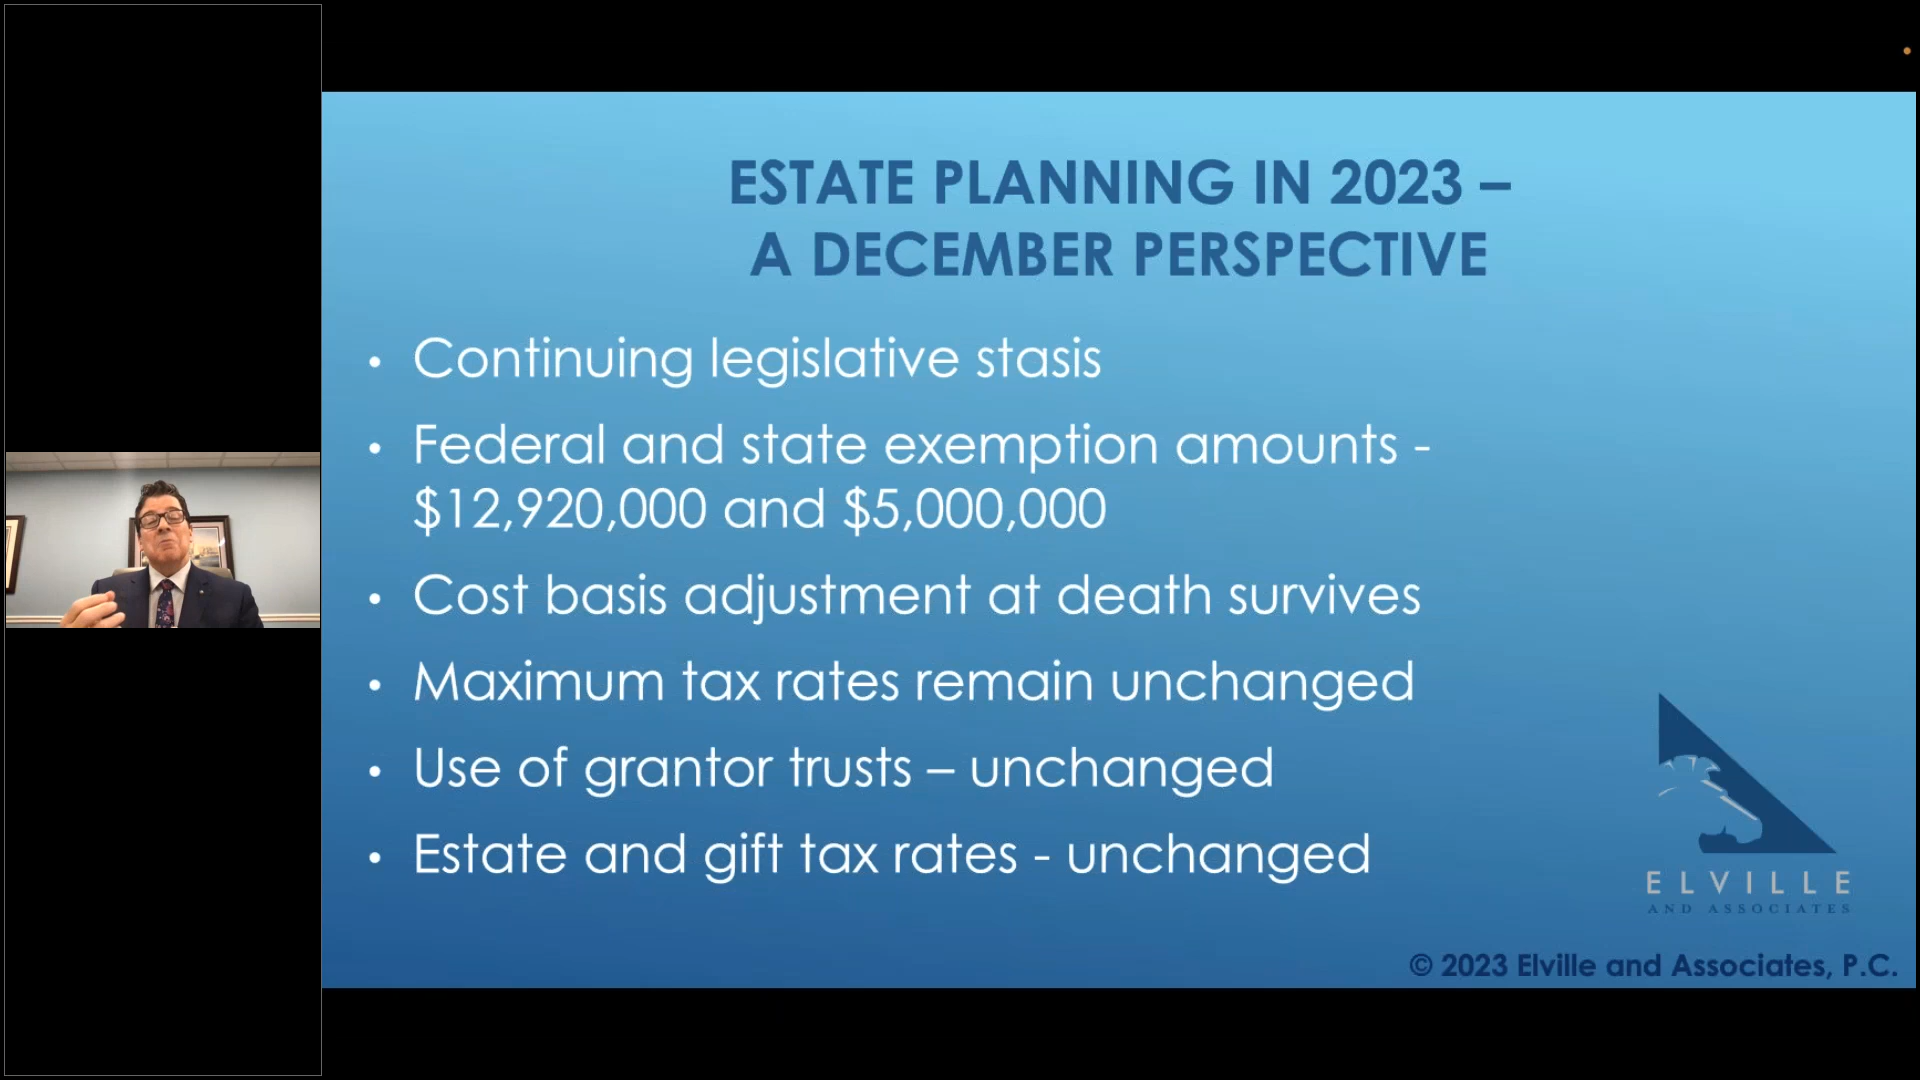 ESTATE PLANNING IN 2023 –
A DECEMBER PERSPECTIVE
• Continuing legislative stasis
• Federal and state exemption amounts -
$12,920,000 and $5,000,000
• Cost basis adjustment at death survives
• Maximum tax rates remain unchanged
• Use of grantor trusts – unchanged
• Estate and gift tax rates - unchanged
ELVILLE
AND ASSOCIATES
© 2023 Elville and Associates, P.C.